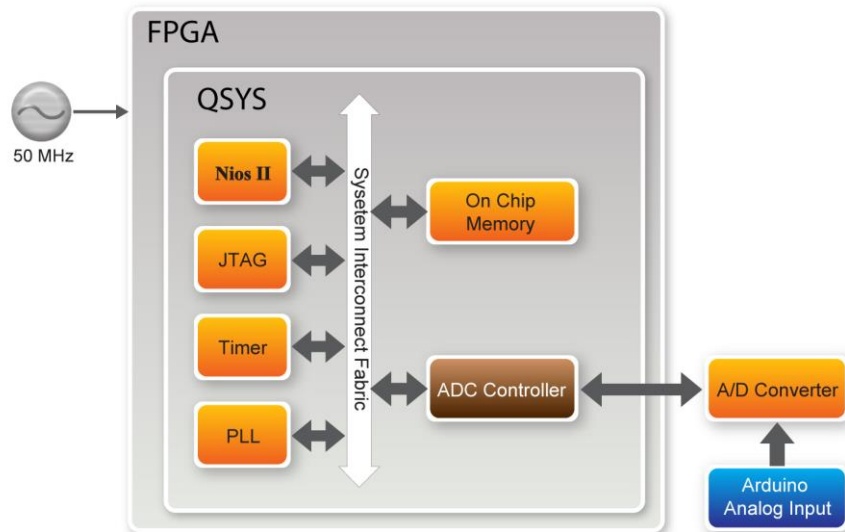 FPGA
QSYS
50 MHz
Nios II
JTAG
Timer
PLL
Sysetem Interconnect Fabric
On Chip
Memory
ADC Controller
A/D Converter
Arduino
Analog Input